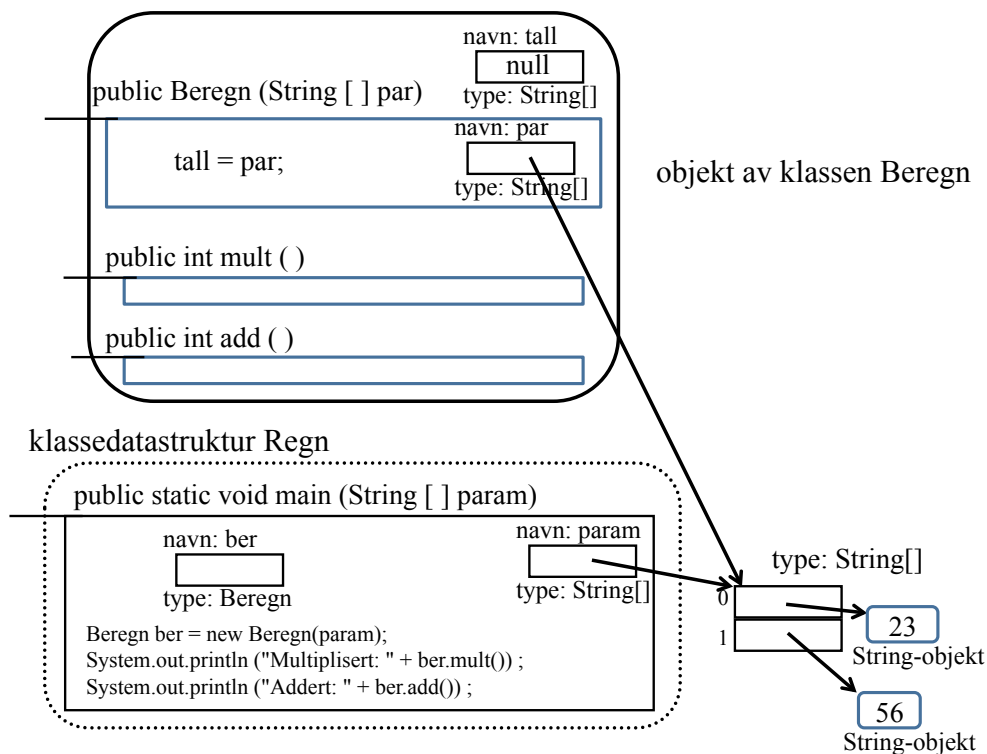 navn: tall
null
type: String[]
public Beregn (String [ ] par)
navn: par
tall = par;
type: String[]
objekt av klassen Beregn
public int mult ( )
public int add ( )
klassedatastruktur Regn
public static void main (String [ ] param)
navn: ber
type: Beregn
navn: param
type: String[]
Beregn ber = new Beregn(param);
System.out.println ("Multiplisert: " + ber.mult()) ;
System.out.println ("Addert: " + ber.add()) ;
type: String[]
0
1
23
String-objekt
56
String-objekt